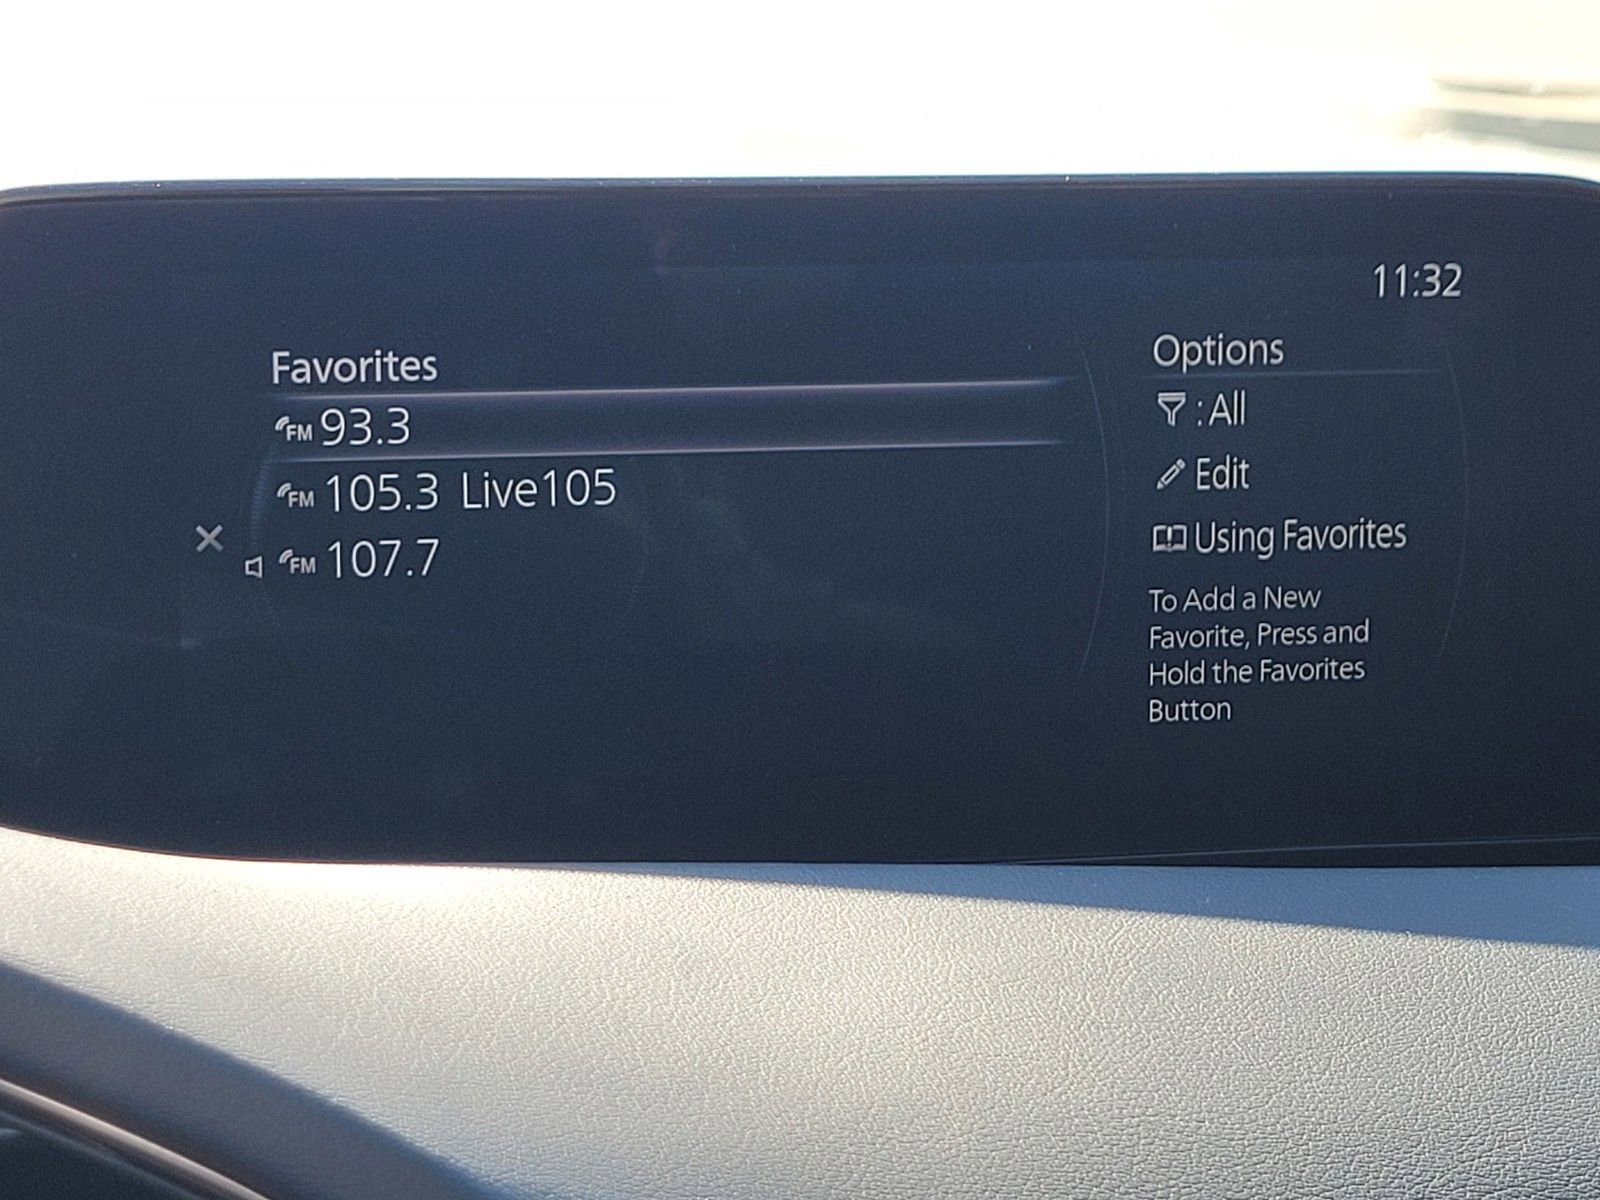 11:32
Favorites
FM 93.3
FM 105.3 Live105
FM 107.7
Options
: All
Edit
Using Favorites
To Add a New
Favorite, Press and
Hold the Favorites
Button